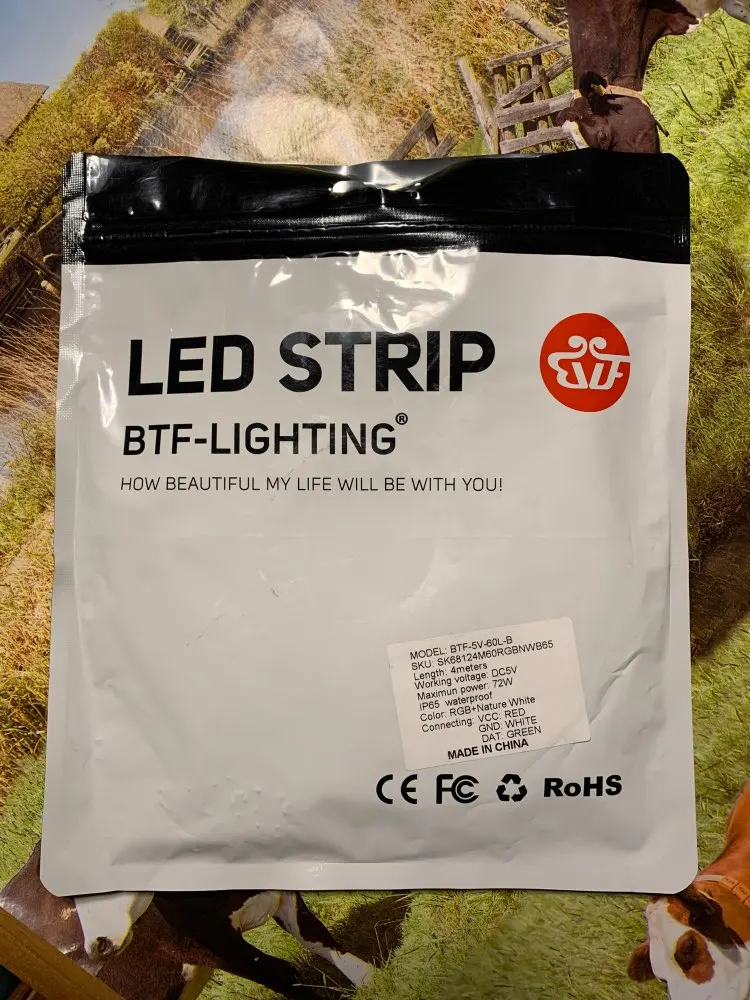 LED STRIP
BTF
BTF-LIGHTING®
HOW BEAUTIFUL MY LIFE WILL BE WITH YOU!
MODEL: BTF-5V-60L-B
SKU: SK68124M60RGBNWB65
Length: 4meters
Working voltage: DC5V
Maximun power: 72W
IP65 waterproof
Color: RGB+Nature White
Connecting: VCC: RED
GND: WHITE
DAT: GREEN
MADE IN CHINA
CE FC RoHS